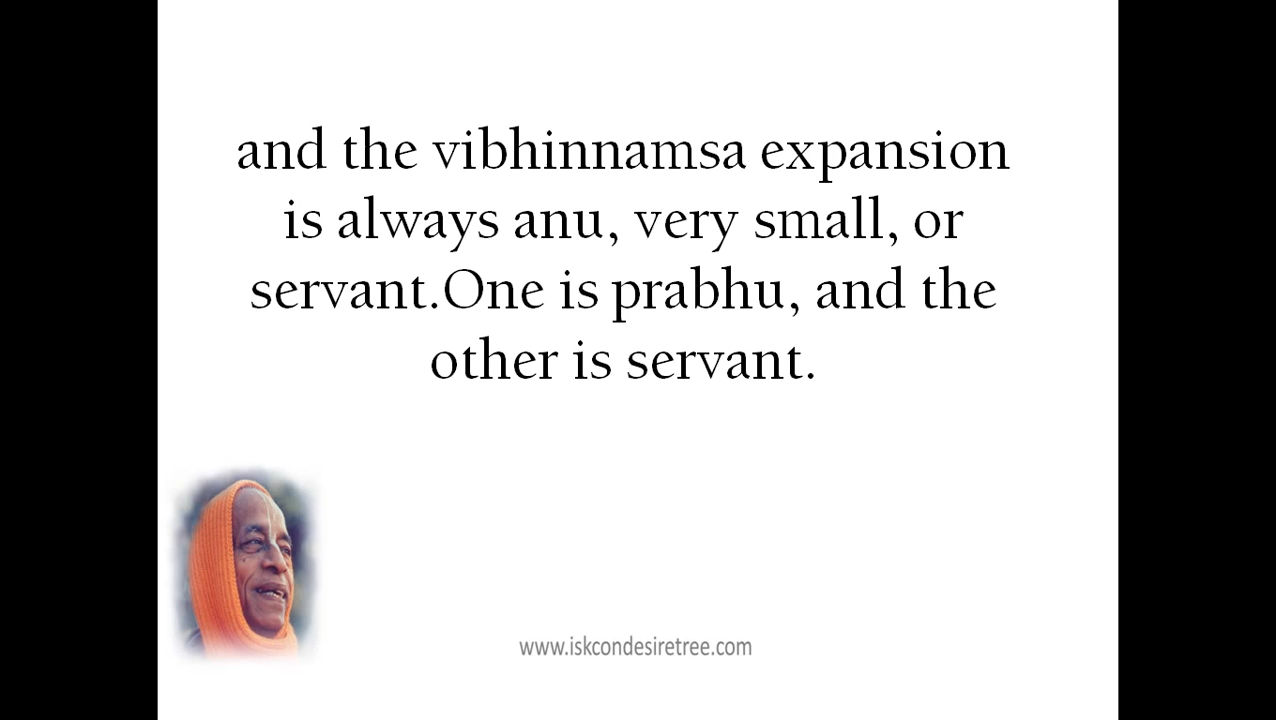 and the vibhinnamsa expansion
is always anu, very small, or
servant.One is prabhu, and the
other is servant.
www.iskcondesiretree.com